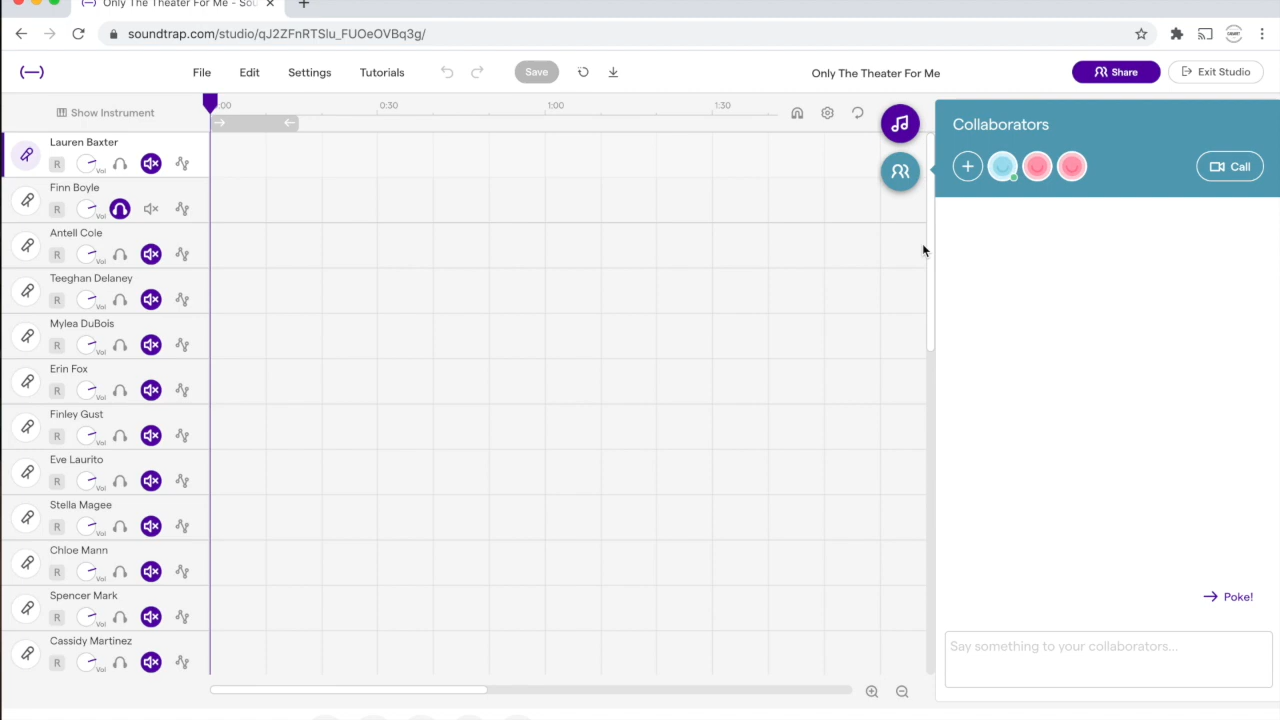 Only The Theater For Me - Sou
soundtrap.com/studio/qJ2ZFnRTSlu_FUOeOVBq3g/
File Edit Settings Tutorials Save Only The Theater For Me Share Exit Studio
Show Instrument
0:00 0:30 1:00 1:30
Collaborators
Call
Lauren Baxter
R Vol
Finn Boyle
R Vol
Antell Cole
R Vol
Teeghan Delaney
R Vol
Mylea DuBois
R Vol
Erin Fox
R Vol
Finley Gust
R Vol
Eve Laurito
R Vol
Stella Magee
R Vol
Chloe Mann
R Vol
Spencer Mark
R Vol
Cassidy Martinez
R Vol
Poke!
Say something to your collaborators...